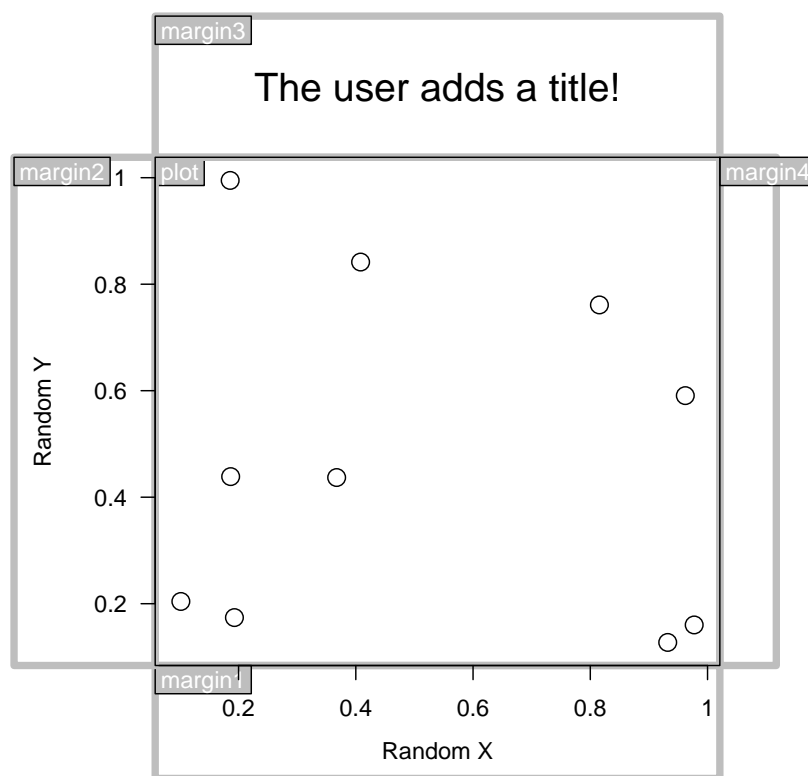 margin3
The user adds a title!
margin2
1
plot
margin4
0.8
0.6
Random Y
0.4
0.2
margin1
0.2 0.4 0.6 0.8 1
Random X